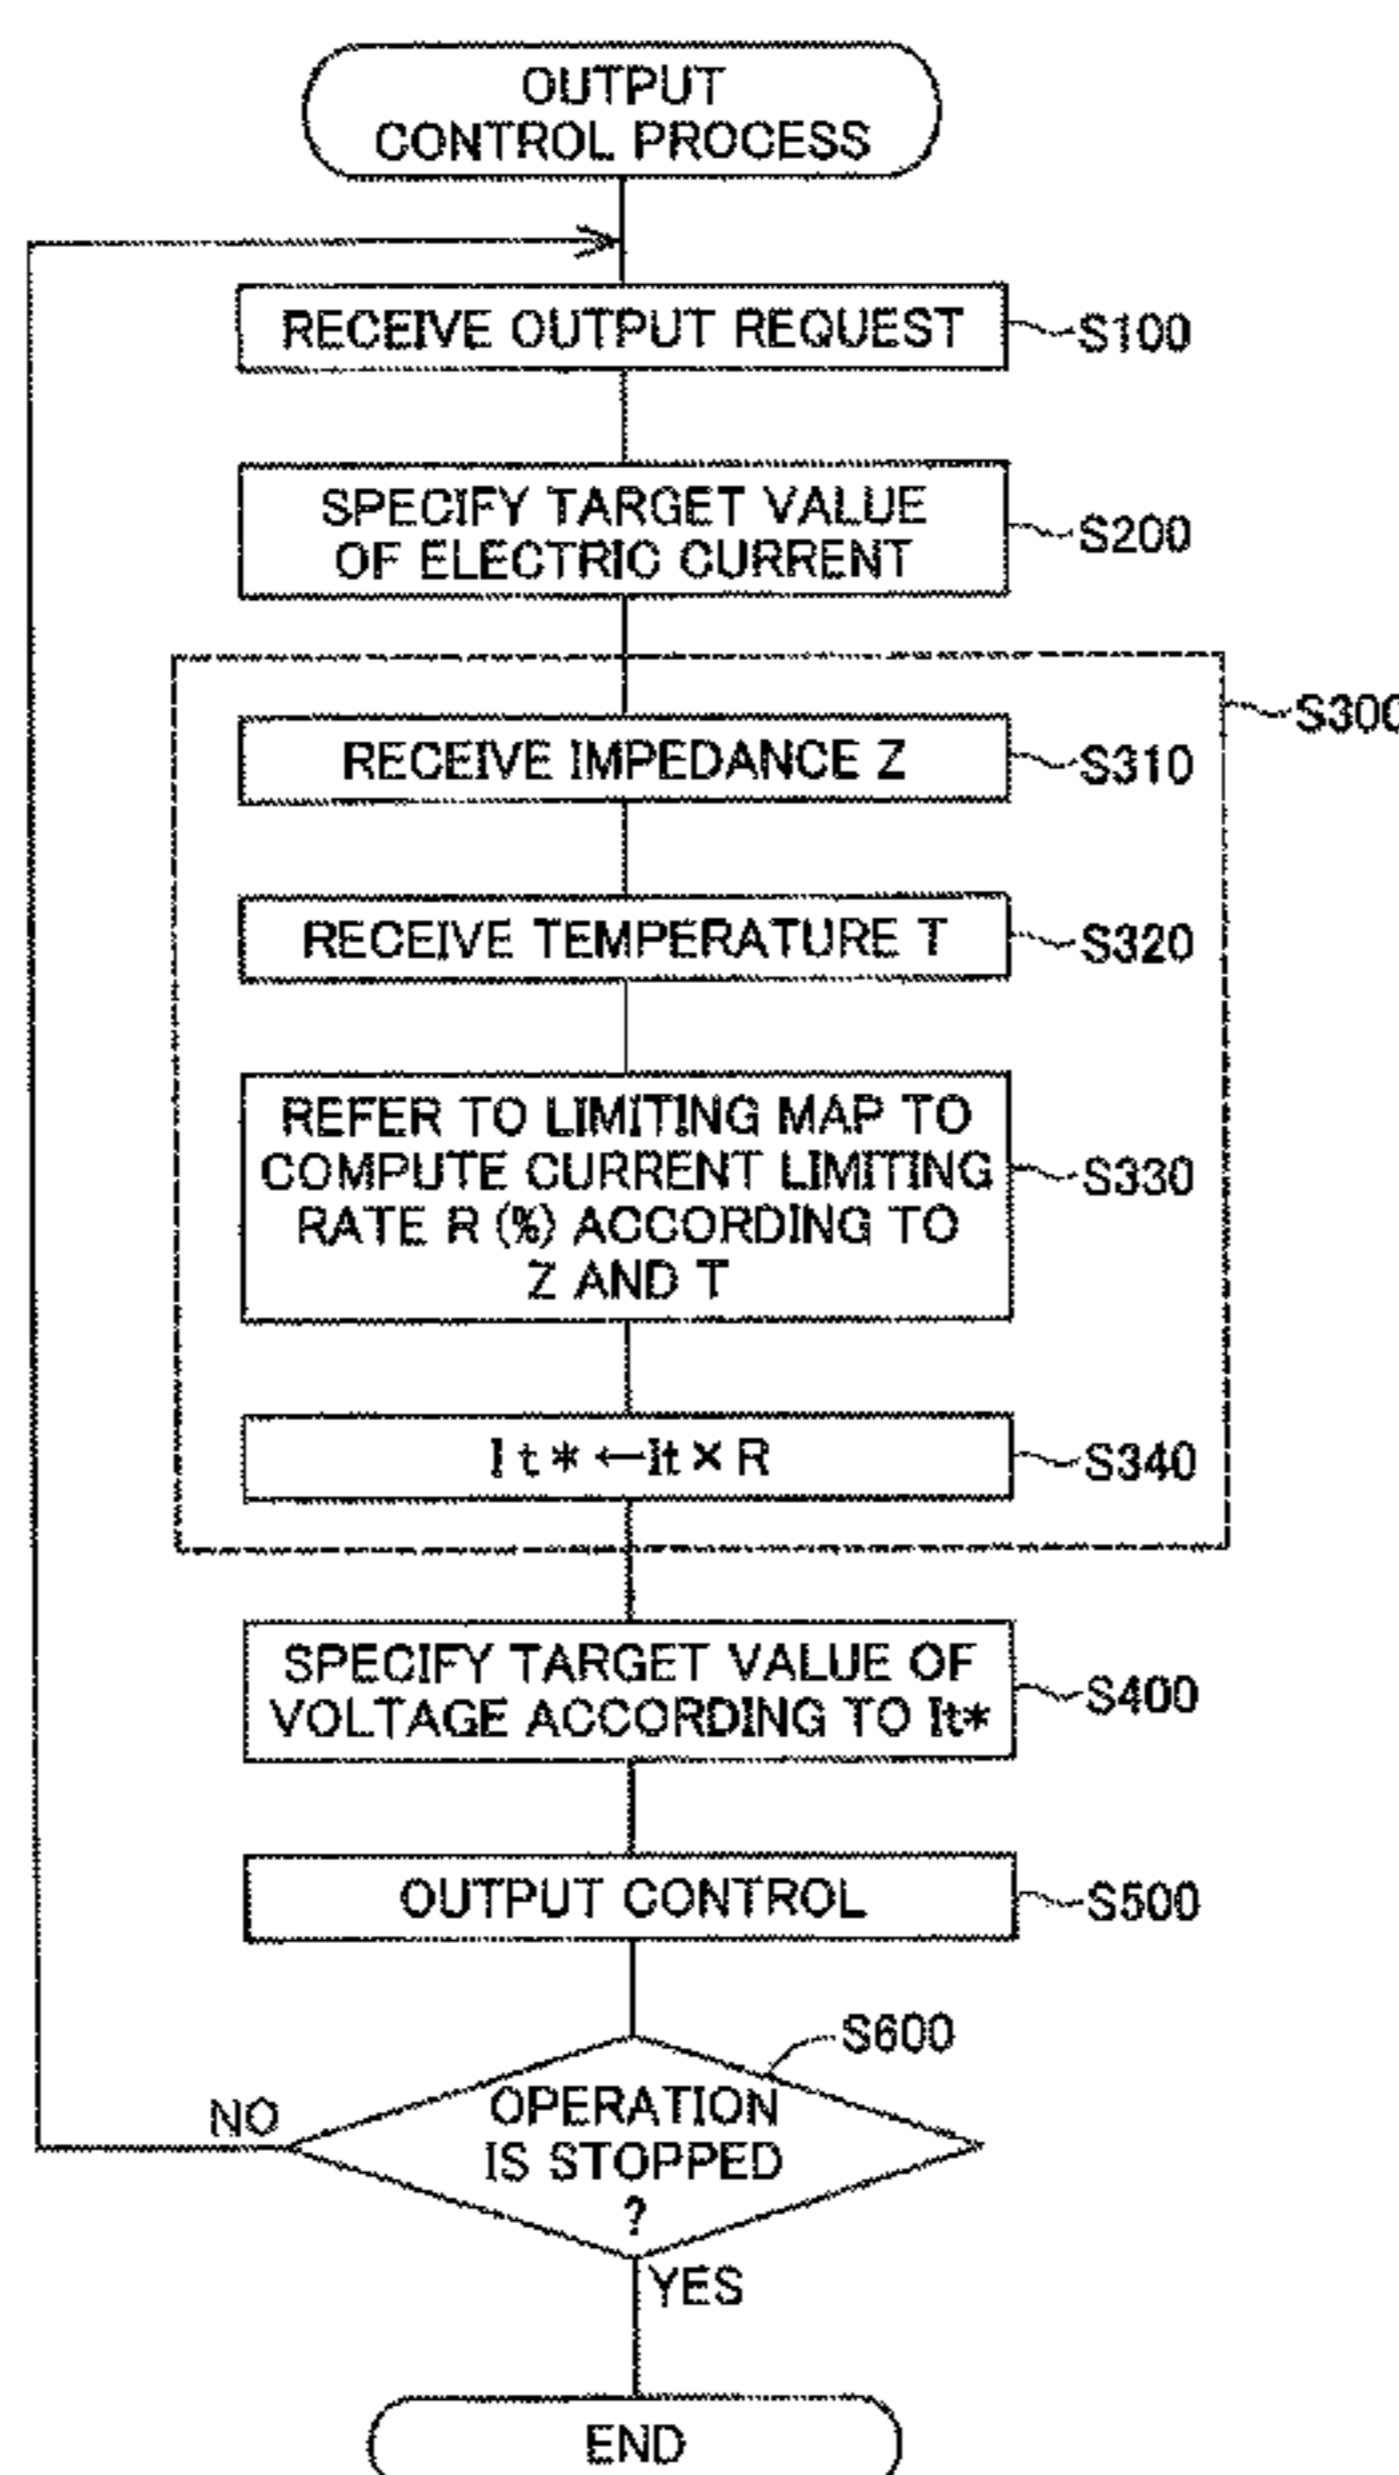 OUTPUT
CONTROL PROCESS
RECEIVE OUTPUT REQUEST
S100
SPECIFY TARGET VALUE
OF ELECTRIC CURRENT
S200
S300
RECEIVE IMPEDANCE Z
S310
RECEIVE TEMPERATURE T
S320
REFER TO LIMITING MAP TO
COMPUTE CURRENT LIMITING
RATE R (%) ACCORDING TO
Z AND T
S330
It* ← It × R
S340
SPECIFY TARGET VALUE OF
VOLTAGE ACCORDING TO It*
S400
OUTPUT CONTROL
S500
S600
OPERATION
IS STOPPED
?
NO
YES
END